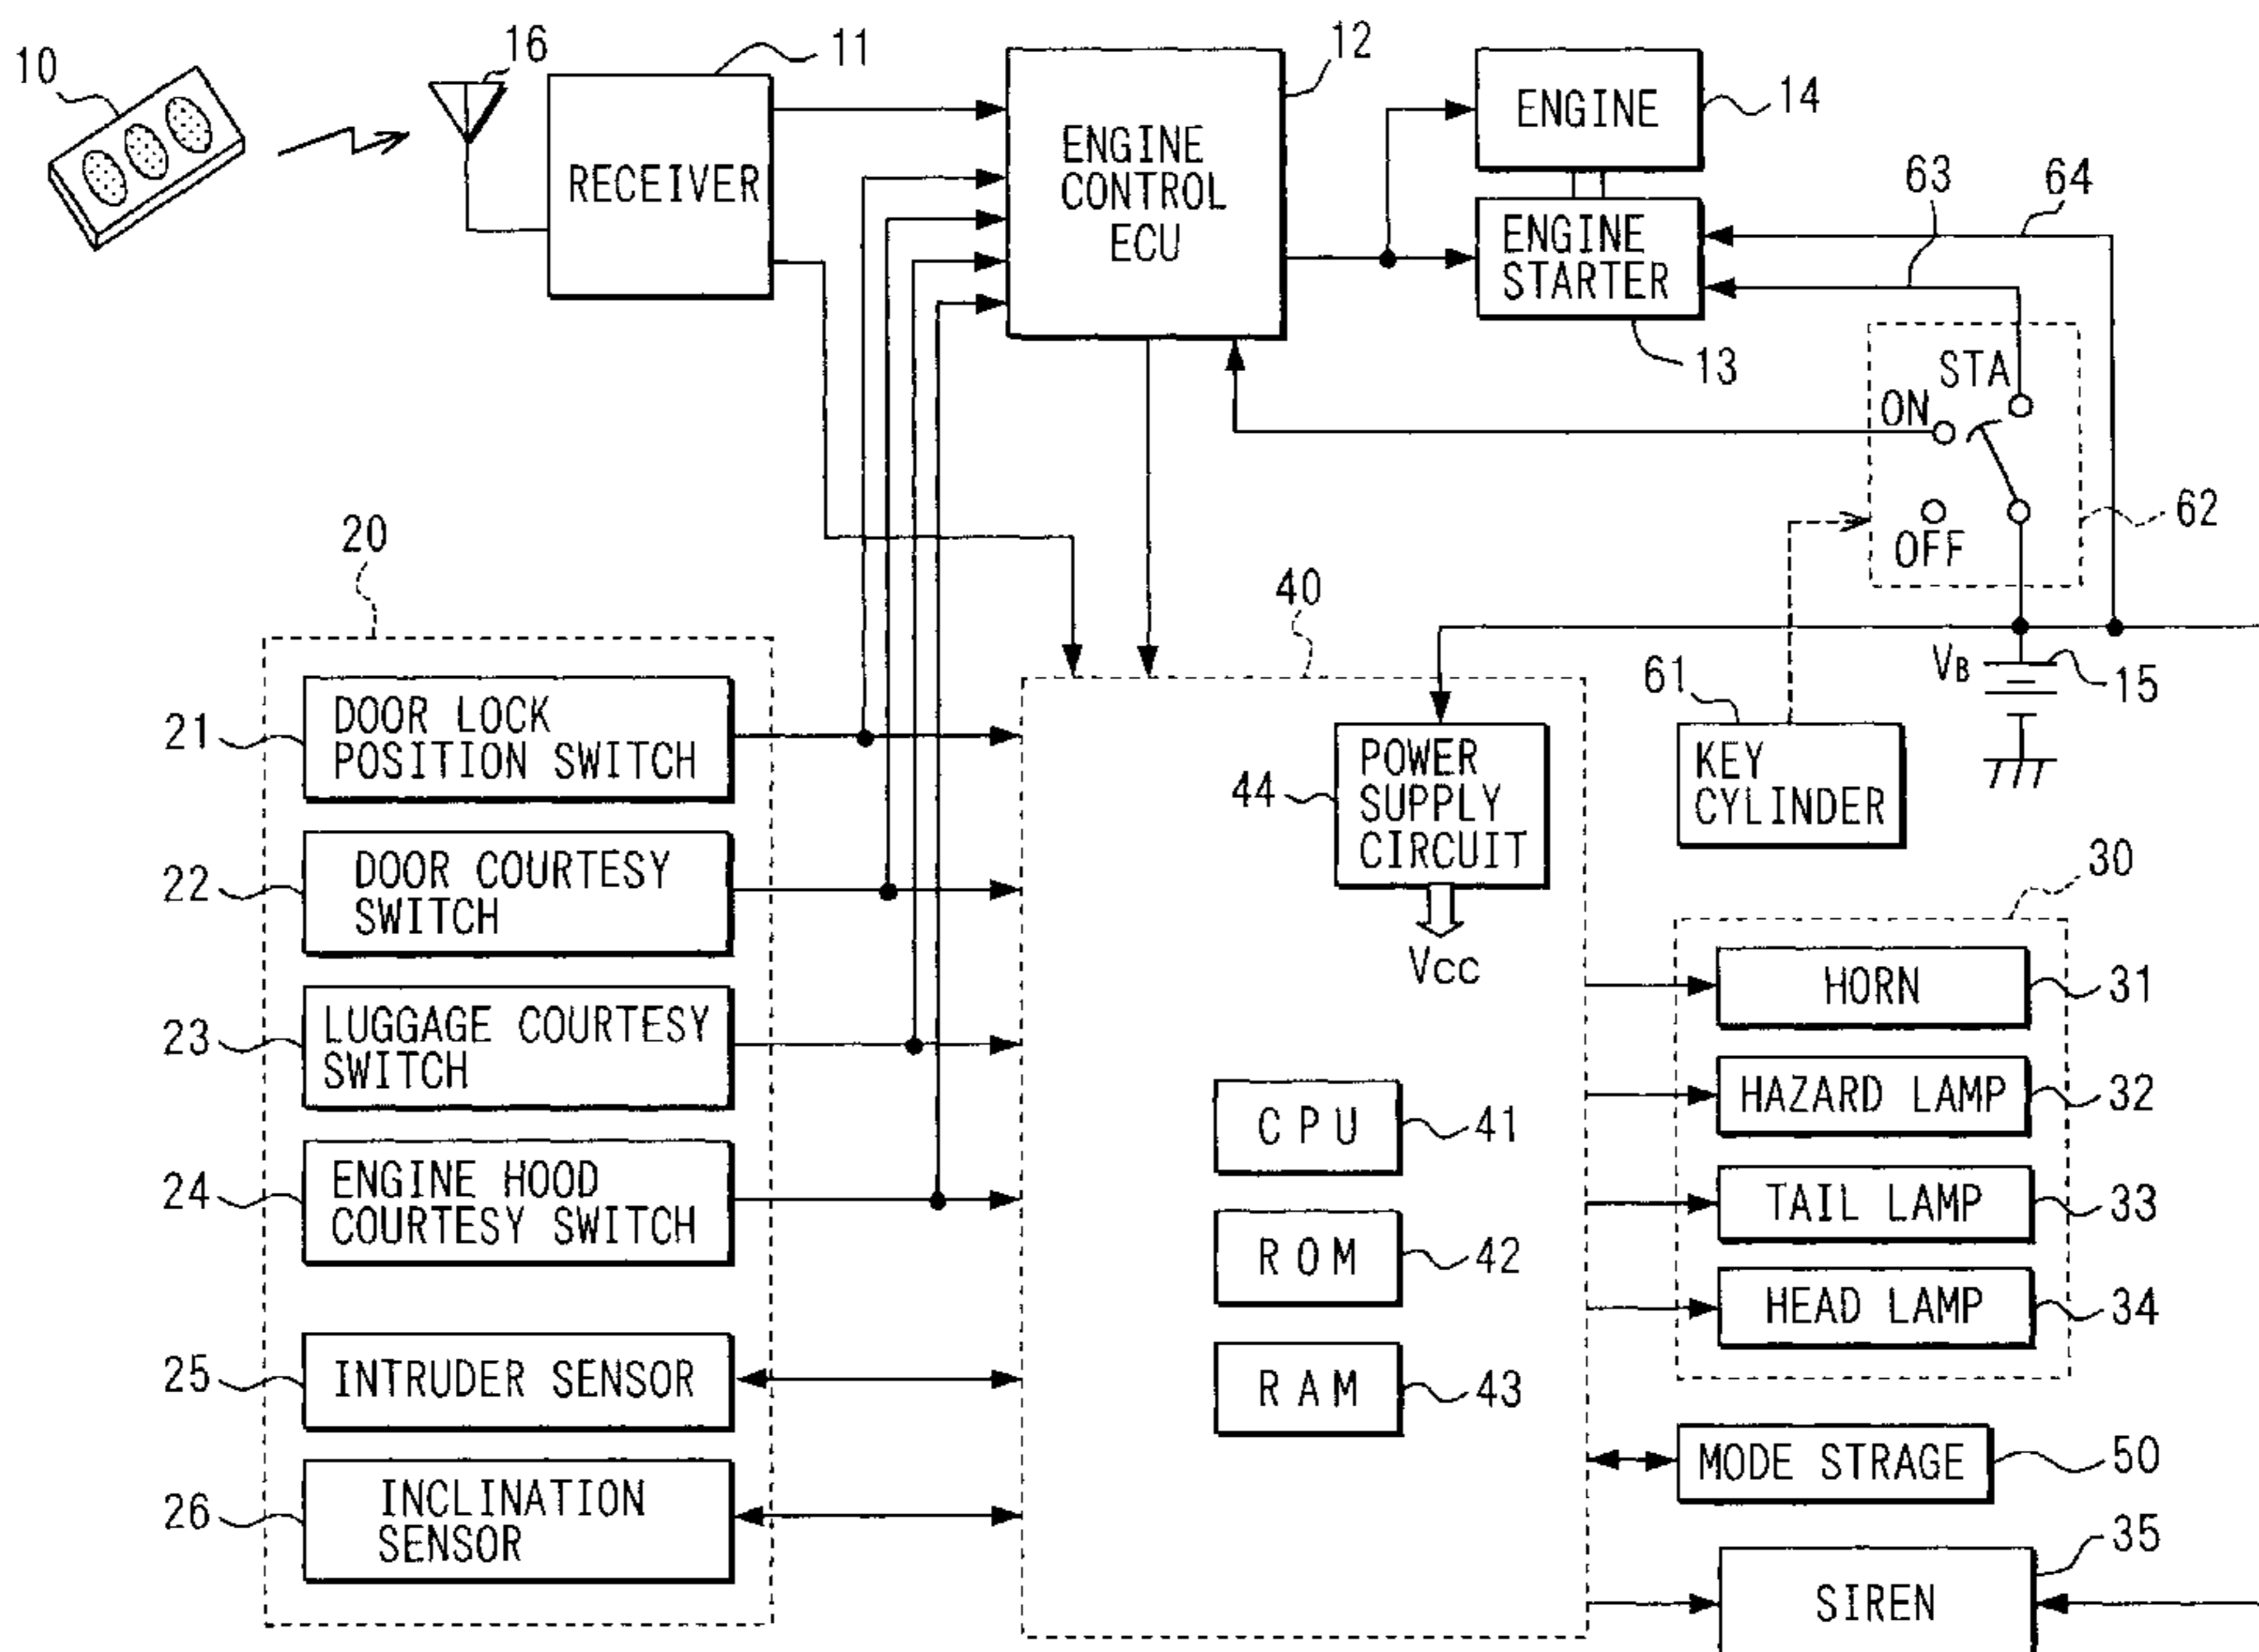 10
16
11
12
RECEIVER
ENGINE
CONTROL
ECU
ENGINE
14
ENGINE
STARTER
13
63
64
STA
ON
OFF
62
20
40
DOOR LOCK
POSITION SWITCH
21
DOOR COURTESY
SWITCH
22
LUGGAGE COURTESY
SWITCH
23
ENGINE HOOD
COURTESY SWITCH
24
INTRUDER SENSOR
25
INCLINATION
SENSOR
26
POWER
SUPPLY
CIRCUIT
44
Vcc
CPU
41
ROM
42
RAM
43
VB
15
61
KEY
CYLINDER
30
HORN
31
HAZARD LAMP
32
TAIL LAMP
33
HEAD LAMP
34
MODE STRAGE
50
35
SIREN